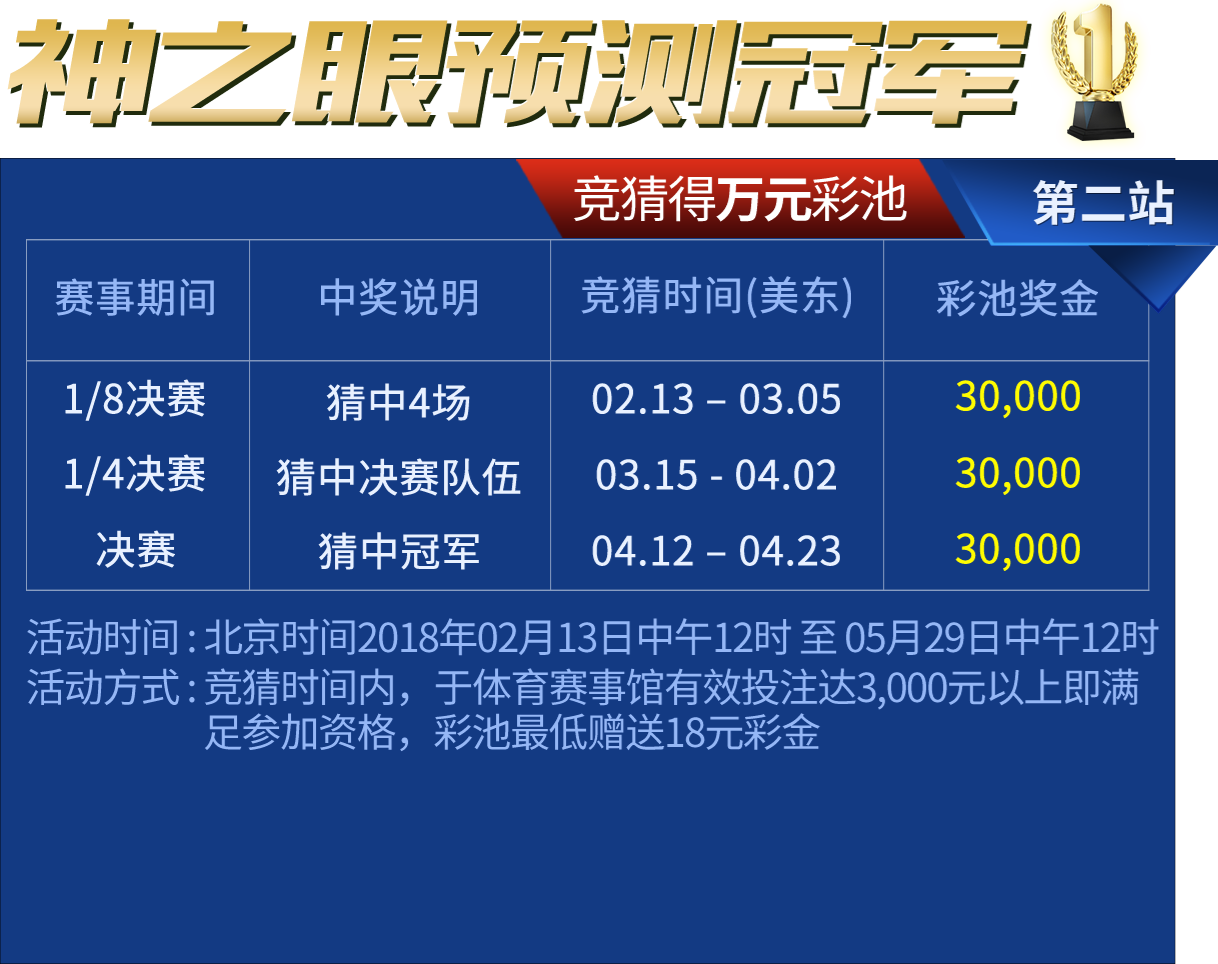 神之眼预测冠军
1
竞猜得万元彩池
第二站
赛事期间 中奖说明 竞猜时间(美东) 彩池奖金
1/8决赛 猜中4场 02.13 – 03.05 30,000
1/4决赛 猜中决赛队伍 03.15 - 04.02 30,000
决赛 猜中冠军 04.12 – 04.23 30,000
活动时间 : 北京时间2018年02月13日中午12时 至 05月29日中午12时
活动方式 : 竞猜时间内，于体育赛事馆有效投注达3,000元以上即满
足参加资格，彩池最低赠送18元彩金